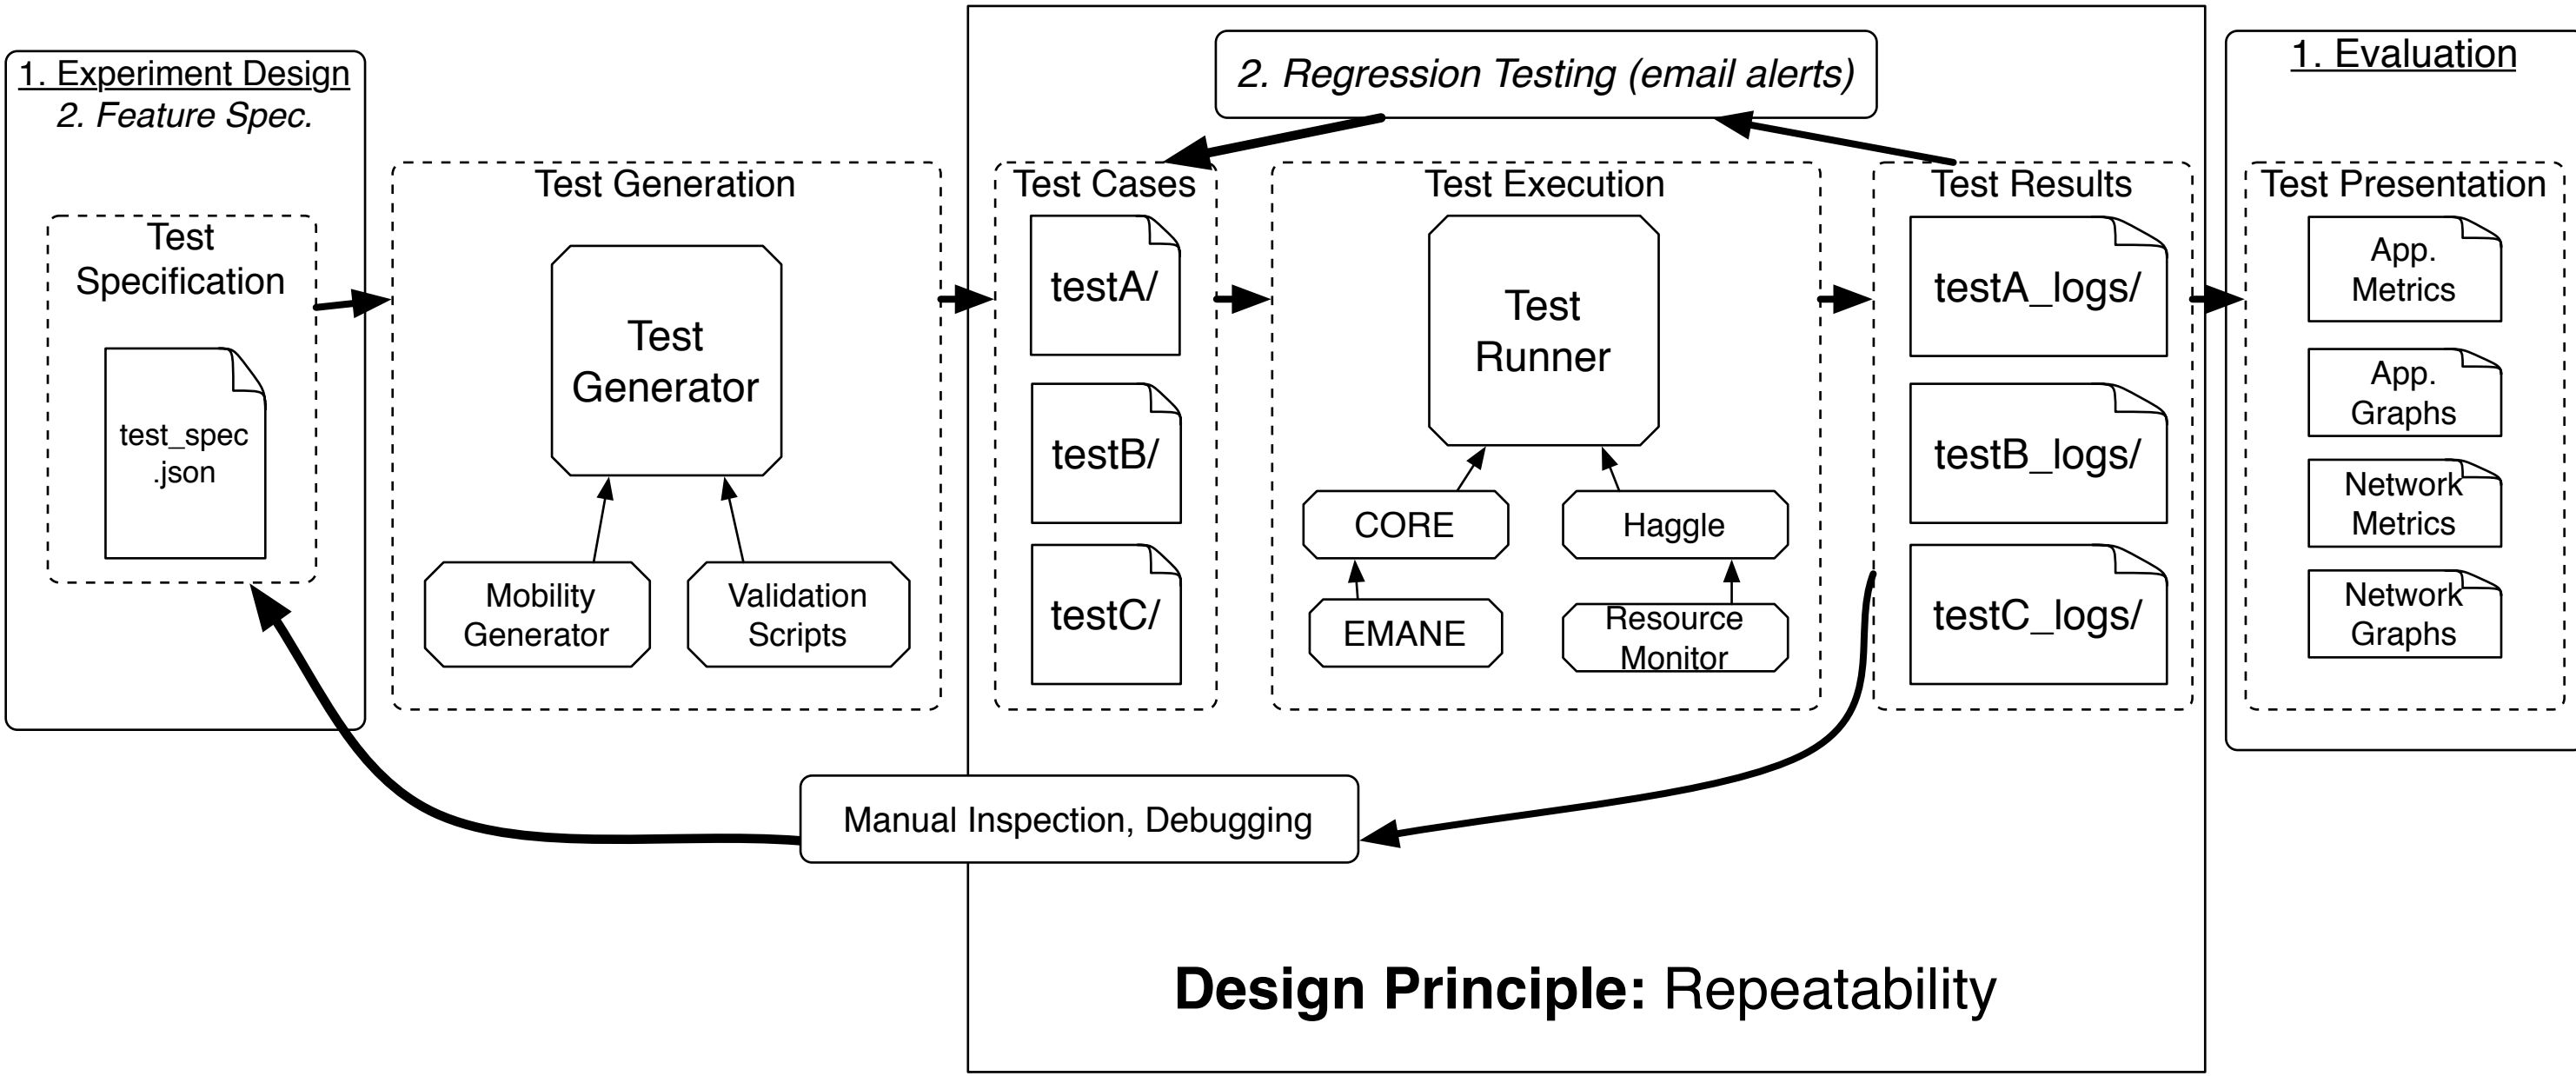 1. Experiment Design
2. Feature Spec.
Test
Specification
test_spec
.json
Test Generation
Test
Generator
Mobility
Generator
Validation
Scripts
2. Regression Testing (email alerts)
Test Cases
testA/
testB/
testC/
Test Execution
Test
Runner
CORE
Haggle
EMANE
Resource
Monitor
Test Results
testA_logs/
testB_logs/
testC_logs/
1. Evaluation
Test Presentation
App.
Metrics
App.
Graphs
Network
Metrics
Network
Graphs
Manual Inspection, Debugging
Design Principle: Repeatability